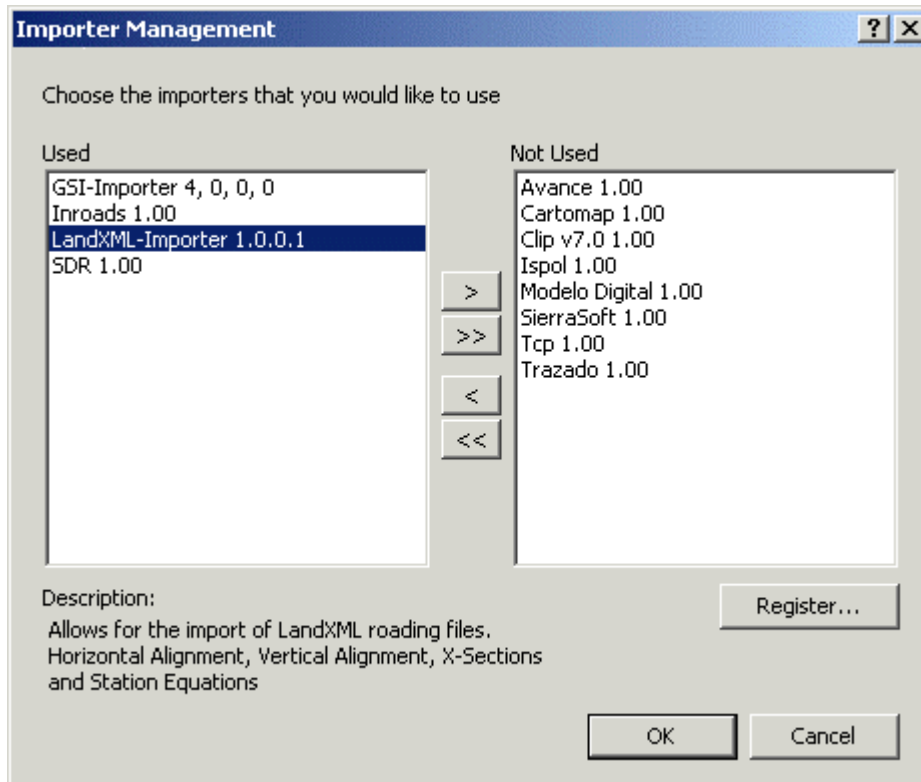 Importer Management
Choose the importers that you would like to use
Used
GSI-Importer 4, 0, 0, 0
Inroads 1.00
LandXML-Importer 1.0.0.1
SDR 1.00
>
>>
<
<<
Not Used
Avance 1.00
Cartomap 1.00
Clip v7.0 1.00
Ispol 1.00
Modelo Digital 1.00
SierraSoft 1.00
Tcp 1.00
Trazado 1.00
Description:
Allows for the import of LandXML roading files.
Horizontal Alignment, Vertical Alignment, X-Sections
and Station Equations
Register...
OK
Cancel